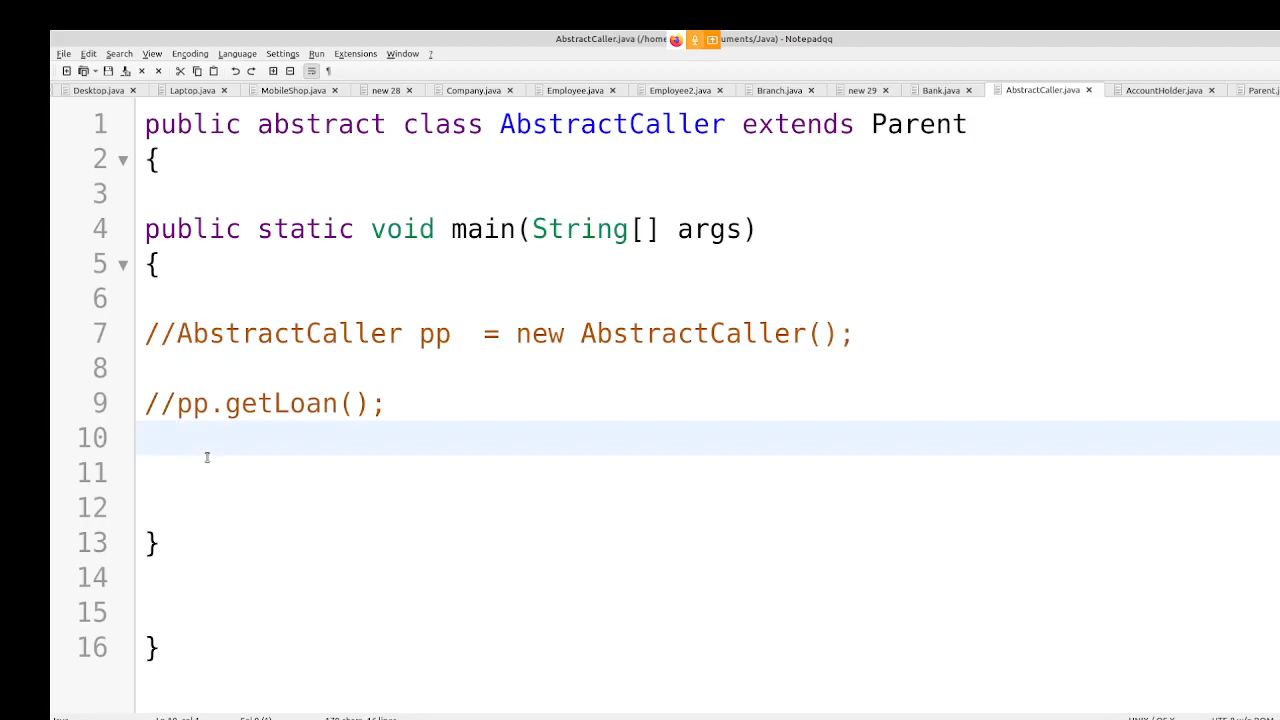 AbstractCaller.java (/home uments/Java) - Notepadqq
File Edit Search View Encoding Language Settings Run Extensions Window ?
Desktop.java Laptop.java MobileShop.java new 28 Company.java Employee.java Employee2.java Branch.java new 29 Bank.java AbstractCaller.java AccountHolder.java Parent.j
1 public abstract class AbstractCaller extends Parent
2 {
3
4 public static void main(String[] args)
5 {
6
7 //AbstractCaller pp  = new AbstractCaller();
8
9 //pp.getLoan();
10
11
12
13 }
14
15
16 }